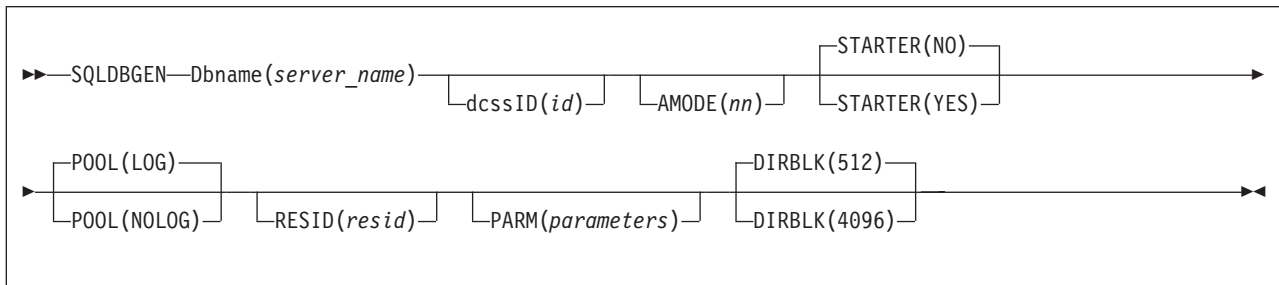 STARTER(NO)
SQLDBGEN Dbname(server_name)
dcssID(id) AMODE(nn) STARTER(YES)
POOL(LOG) DIRBLK(512)
POOL(NOLOG) RESID(resid) PARM(parameters) DIRBLK(4096)